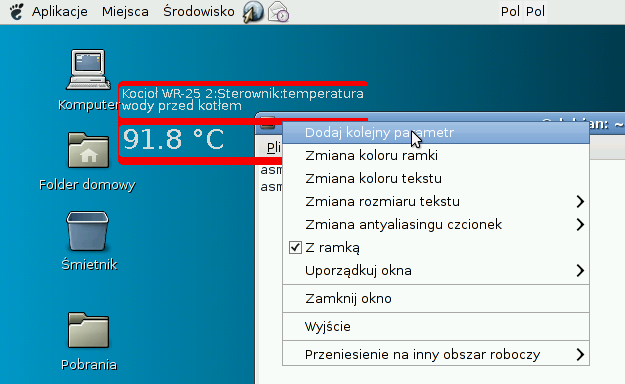 Aplikacje Miejsca Środowisko Pol Pol
Komputer
Kocioł WR-25 2:Sterownik:temperatura
wody przed kotłem
91.8 °C
Folder domowy
Śmietnik
Pobrania
: ~
Pli
asm
asm
Dodaj kolejny parametr
Zmiana koloru ramki
Zmiana koloru tekstu
Zmiana rozmiaru tekstu
Zmiana antyaliasingu czcionek
Z ramką
Uporządkuj okna
Zamknij okno
Wyjście
Przeniesienie na inny obszar roboczy